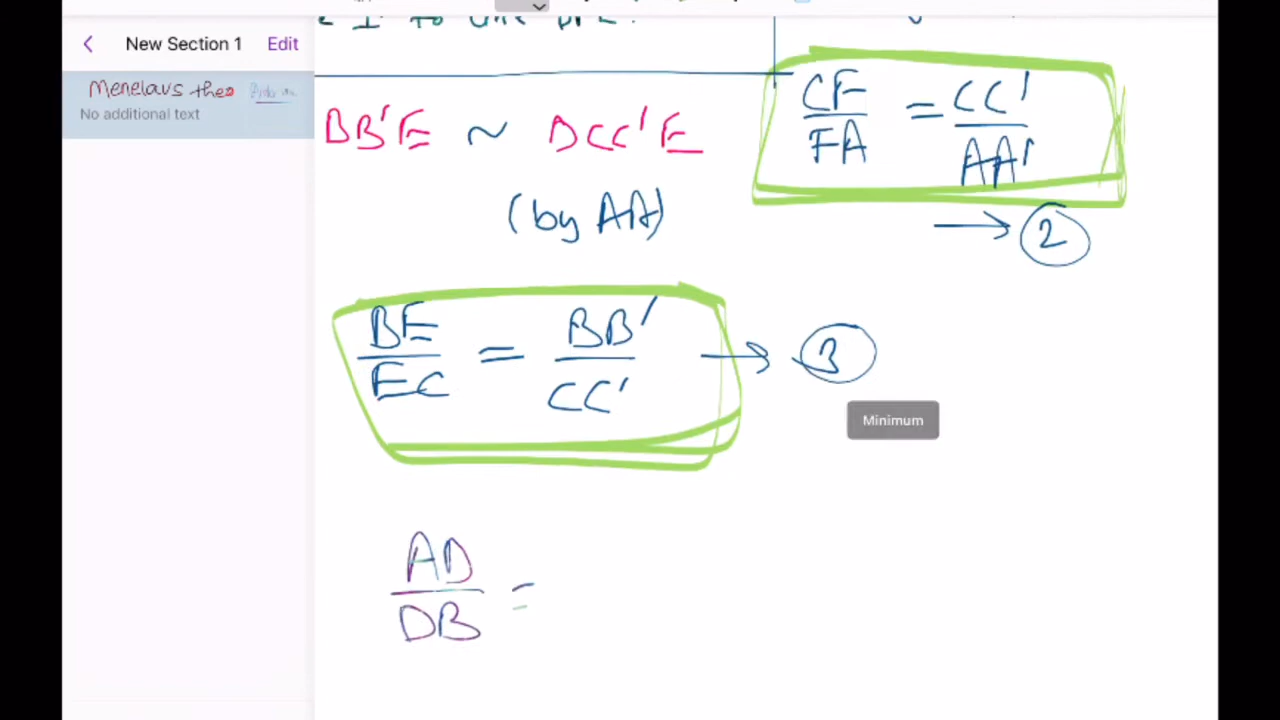 New Section 1 Edit
Menelaus theo
No additional text
BB'E ~ DCC'E
(by AA)
CF/FA = CC'/AA'
→ 2
BE/EC = BB'/CC' → 3
Minimum
AD/DB =